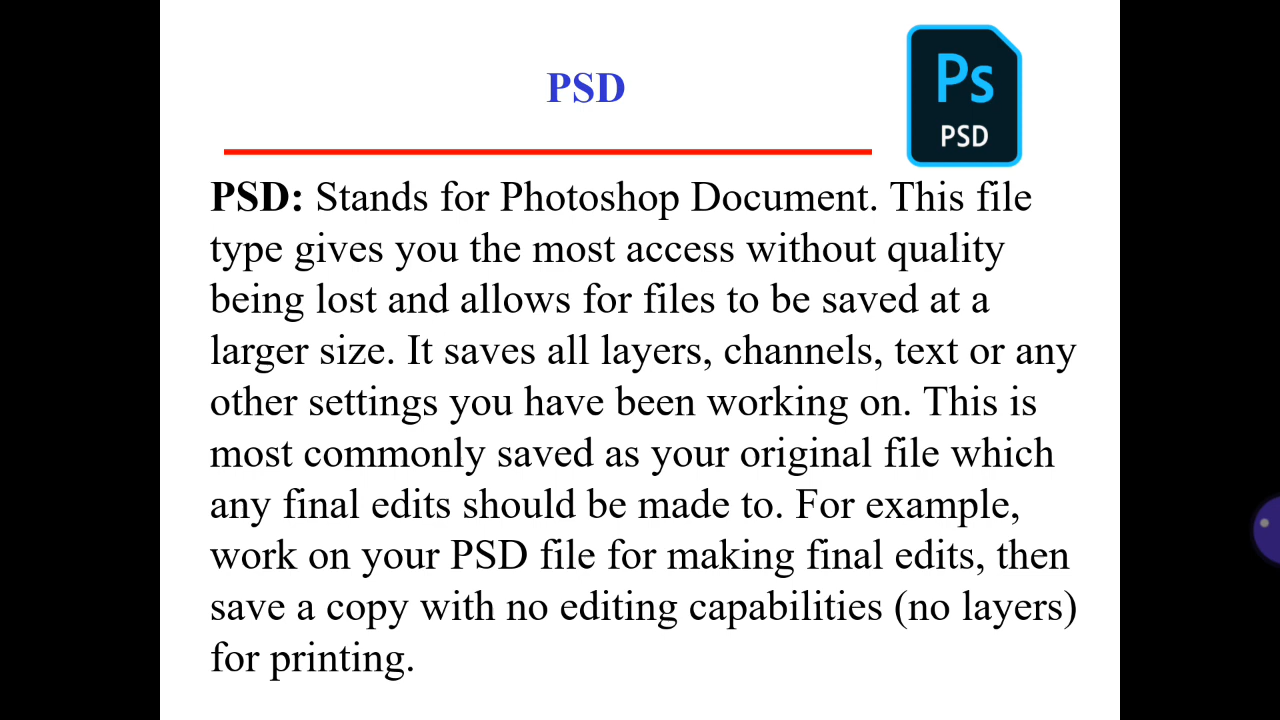 PSD
Ps
PSD
PSD: Stands for Photoshop Document. This file
type gives you the most access without quality
being lost and allows for files to be saved at a
larger size. It saves all layers, channels, text or any
other settings you have been working on. This is
most commonly saved as your original file which
any final edits should be made to. For example,
work on your PSD file for making final edits, then
save a copy with no editing capabilities (no layers)
for printing.